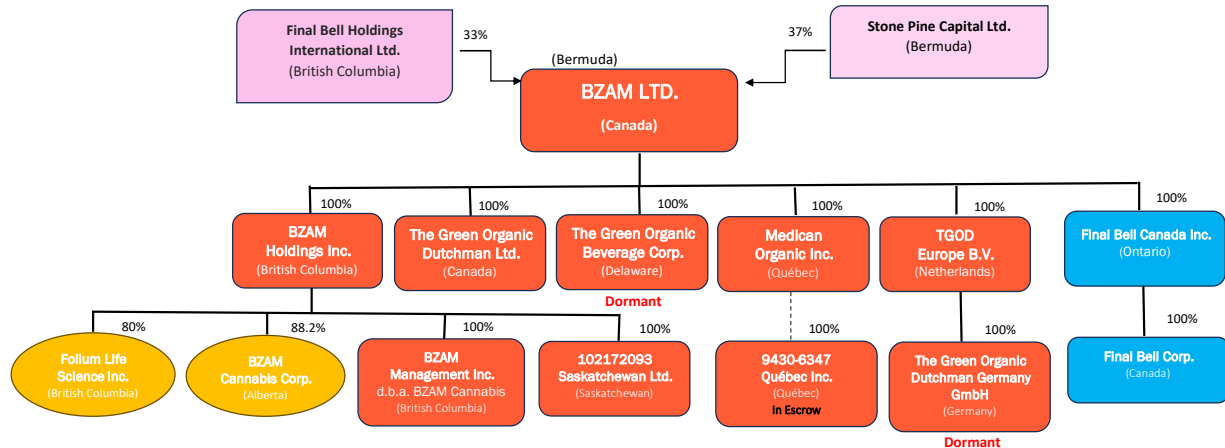 Final Bell Holdings
International Ltd.
(British Columbia)
33%
37%
Stone Pine Capital Ltd.
(Bermuda)
(Bermuda)
BZAM LTD.
(Canada)
100%
100%
100%
100%
100%
100%
BZAM
Holdings Inc.
(British Columbia)
The Green Organic
Dutchman Ltd.
(Canada)
The Green Organic
Beverage Corp.
(Delaware)
Dormant
Medican
Organic Inc.
(Québec)
TGOD
Europe B.V.
(Netherlands)
Final Bell Canada Inc.
(Ontario)
80%
88.2%
100%
100%
100%
100%
100%
Folium Life
Science Inc.
(British Columbia)
BZAM
Cannabis Corp.
(Alberta)
BZAM
Management Inc.
d.b.a. BZAM Cannabis
(British Columbia)
102172093
Saskatchewan Ltd.
(Saskatchewan)
9430-6347
Québec Inc.
(Québec)
In Escrow
The Green Organic
Dutchman Germany
GmbH
(Germany)
Dormant
Final Bell Corp.
(Canada)